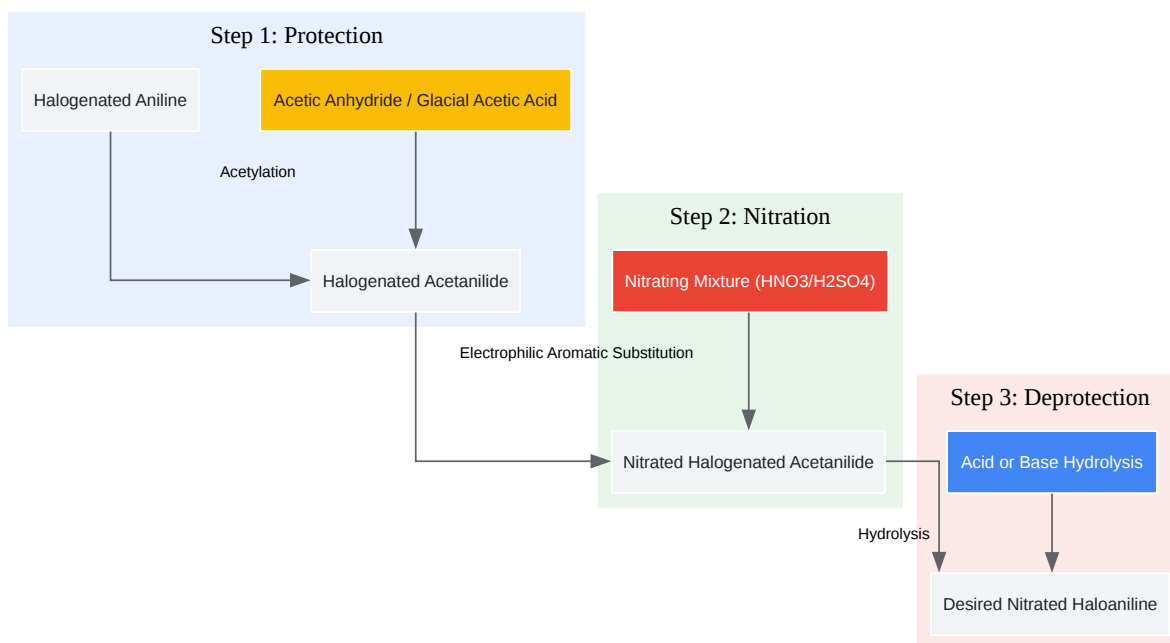 Step 1: Protection
Halogenated Aniline
Acetic Anhydride / Glacial Acetic Acid
Acetylation
Halogenated Acetanilide
Step 2: Nitration
Nitrating Mixture (HNO3/H2SO4)
Electrophilic Aromatic Substitution
Nitrated Halogenated Acetanilide
Step 3: Deprotection
Acid or Base Hydrolysis
Hydrolysis
Desired Nitrated Haloaniline